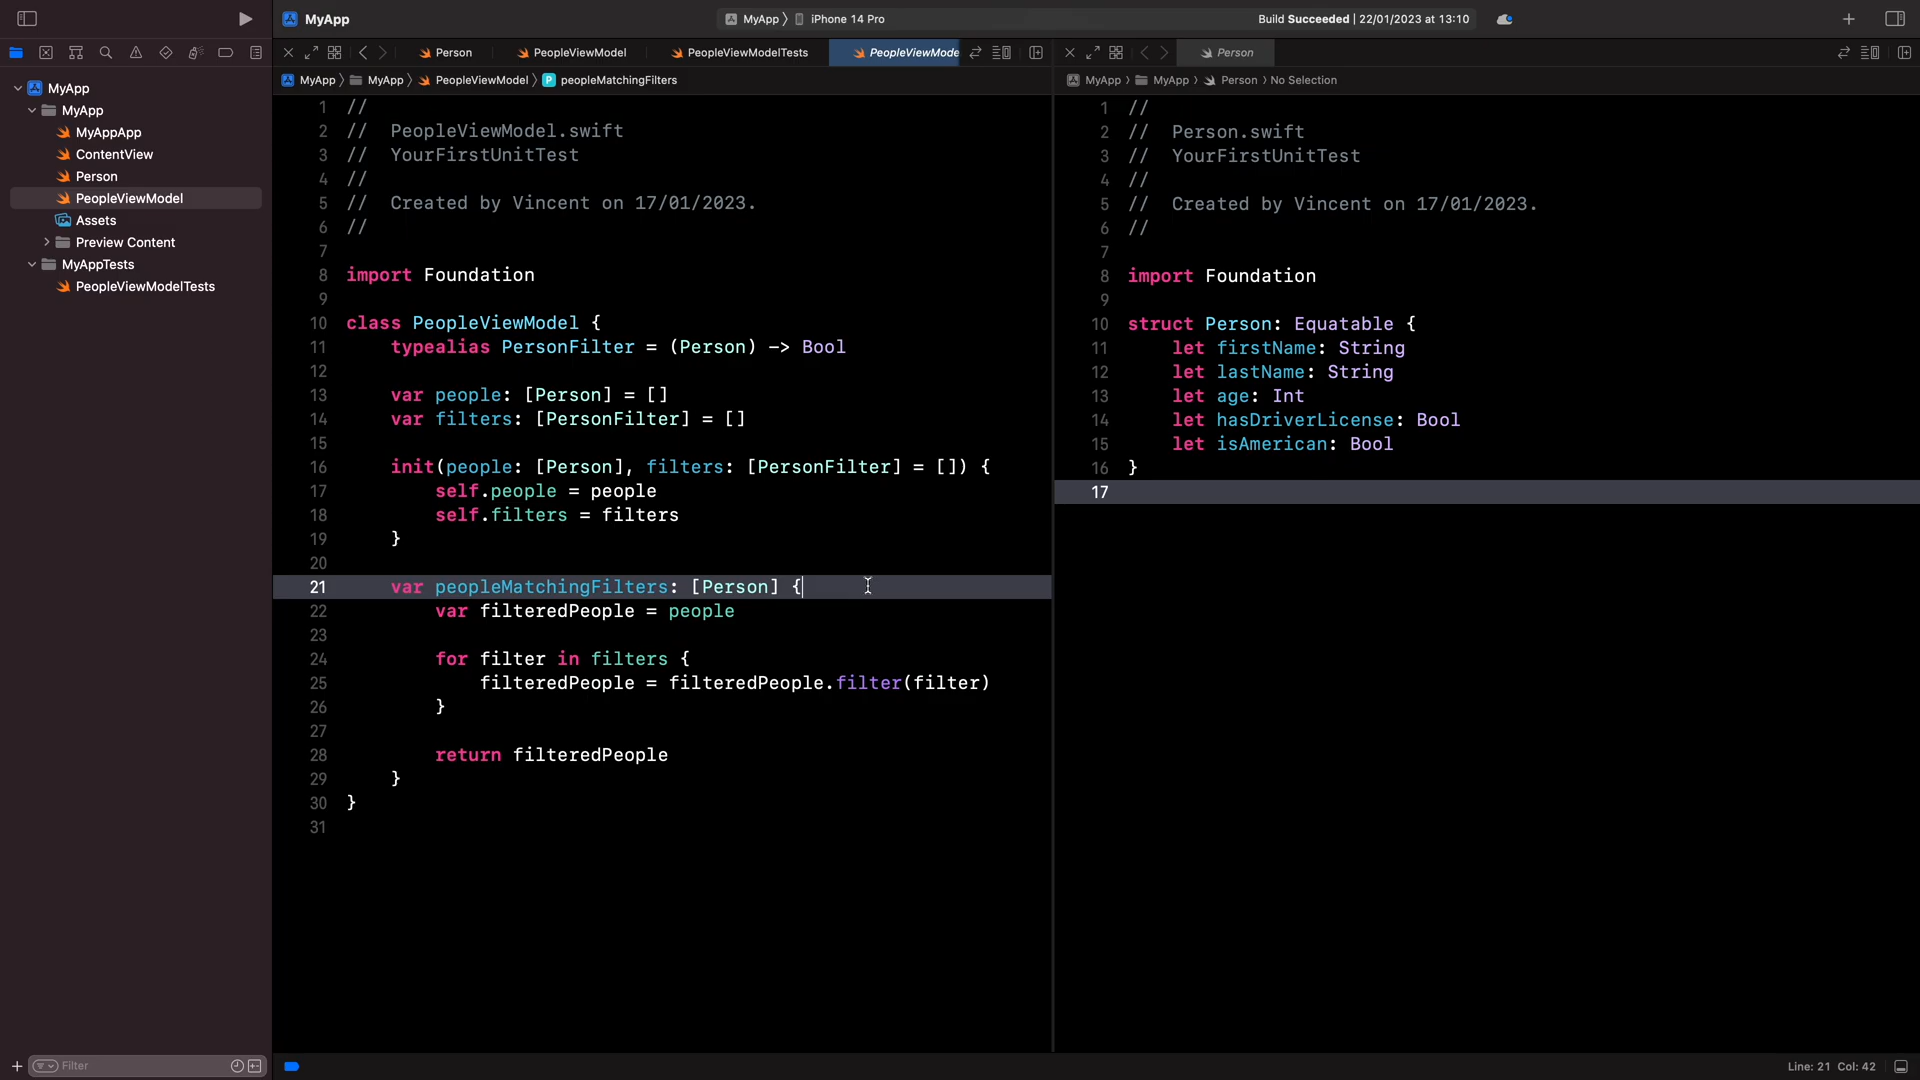 MyApp
MyApp 〉 iPhone 14 Pro
Build Succeeded | 22/01/2023 at 13:10
Person
PeopleViewModel
PeopleViewModelTests
PeopleViewMode
Person
MyApp 〉 MyApp 〉 PeopleViewModel 〉 P peopleMatchingFilters
MyApp › MyApp › Person › No Selection
MyApp
MyApp
MyAppApp
ContentView
Person
PeopleViewModel
Assets
Preview Content
MyAppTests
PeopleViewModelTests
1 //
2 //  PeopleViewModel.swift
3 //  YourFirstUnitTest
4 //
5 //  Created by Vincent on 17/01/2023.
6 //
7
8 import Foundation
9
10 class PeopleViewModel {
11     typealias PersonFilter = (Person) -> Bool
12
13     var people: [Person] = []
14     var filters: [PersonFilter] = []
15
16     init(people: [Person], filters: [PersonFilter] = []) {
17         self.people = people
18         self.filters = filters
19     }
20
21     var peopleMatchingFilters: [Person] {
22         var filteredPeople = people
23
24         for filter in filters {
25             filteredPeople = filteredPeople.filter(filter)
26         }
27
28         return filteredPeople
29     }
30 }
31
1 //
2 //  Person.swift
3 //  YourFirstUnitTest
4 //
5 //  Created by Vincent on 17/01/2023.
6 //
7
8 import Foundation
9
10 struct Person: Equatable {
11     let firstName: String
12     let lastName: String
13     let age: Int
14     let hasDriverLicense: Bool
15     let isAmerican: Bool
16 }
17
Filter
Line: 21 Col: 42